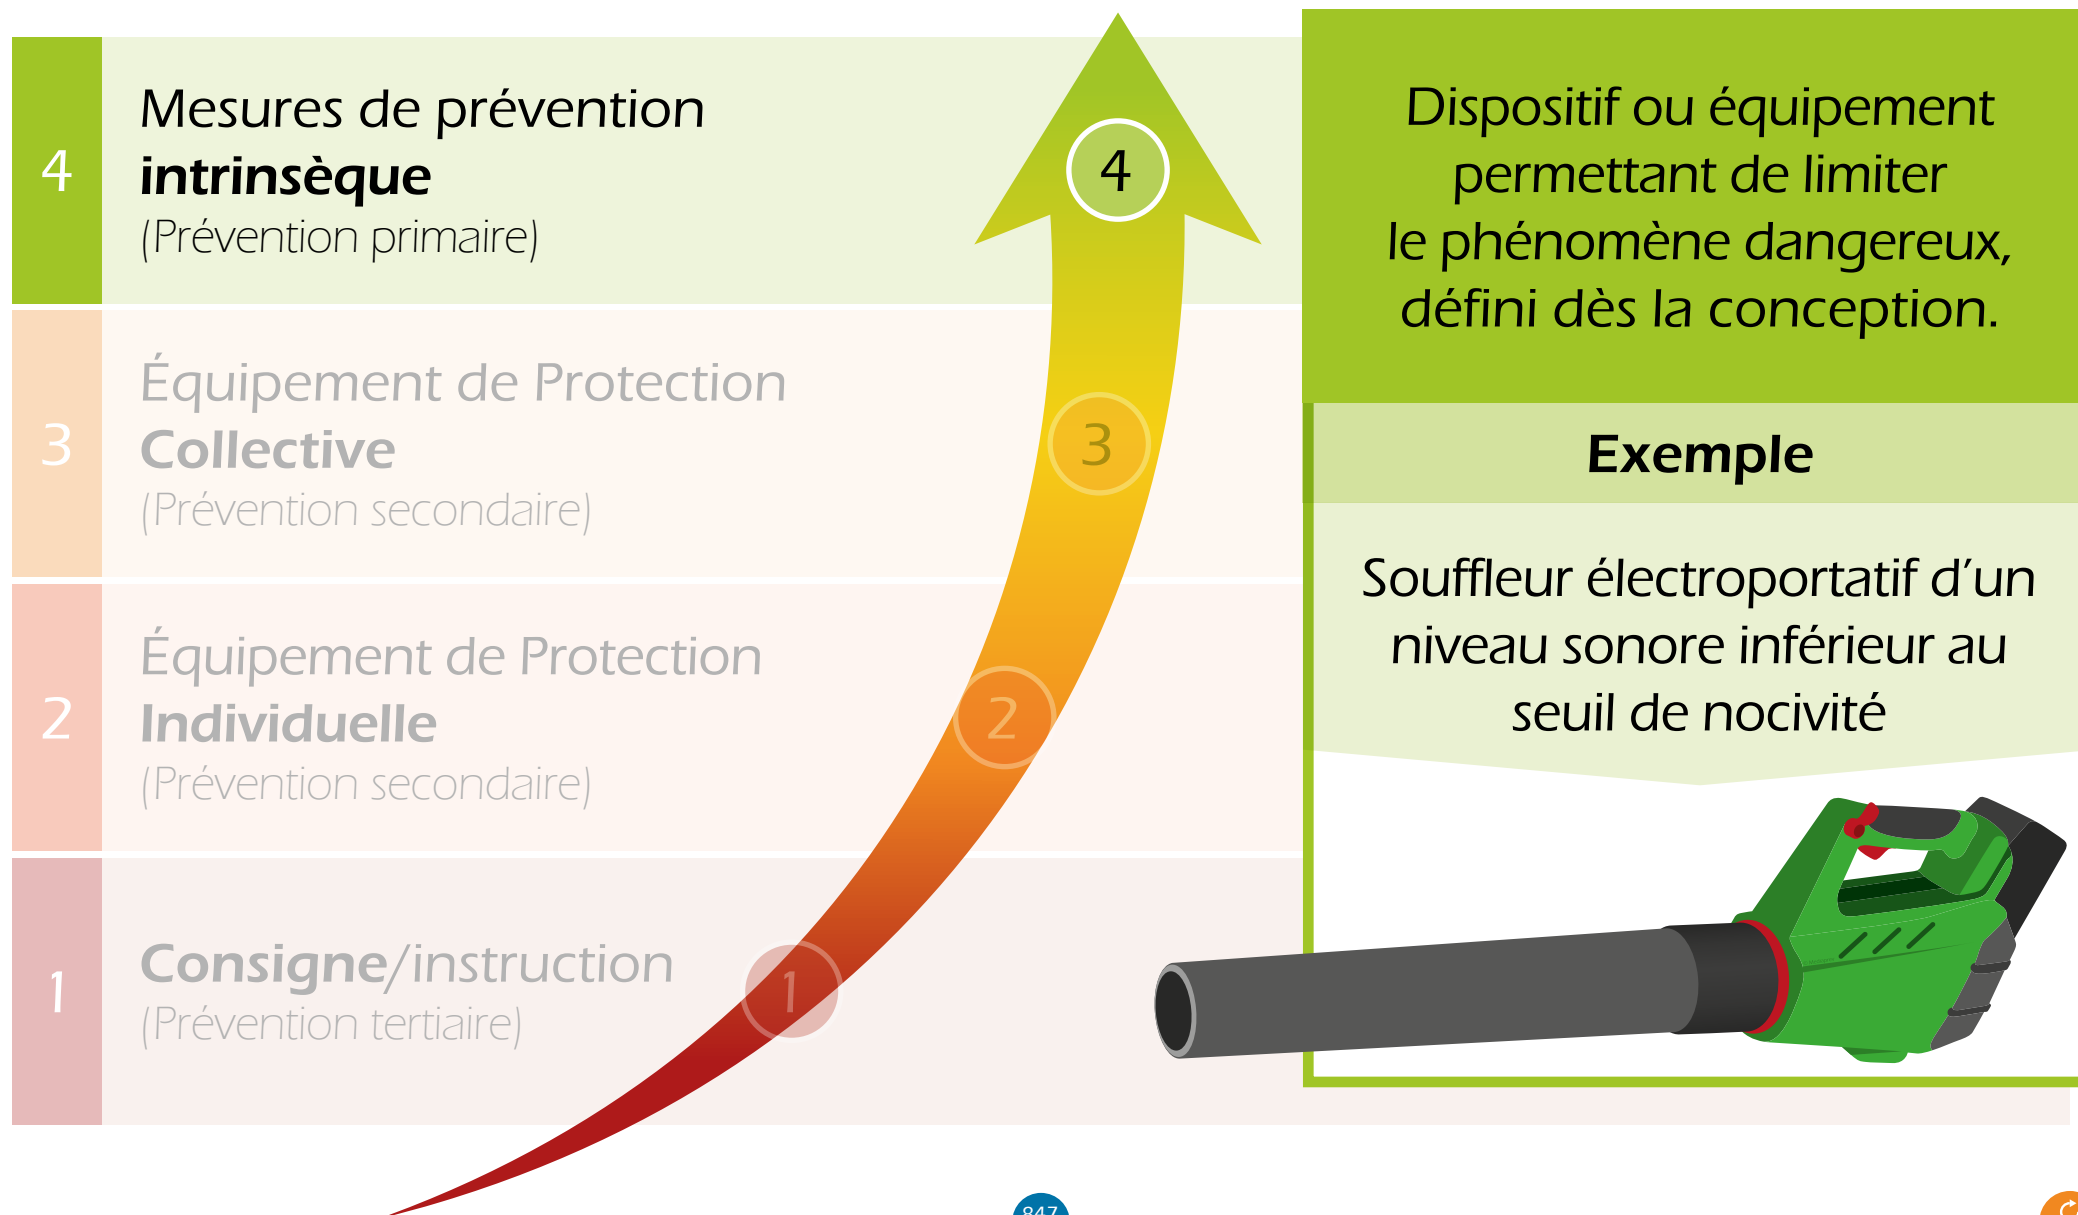 4
Mesures de prévention
intrinsèque
(Prévention primaire)
3
Équipement de Protection
Collective
(Prévention secondaire)
2
Équipement de Protection
Individuelle
(Prévention secondaire)
1
Consigne/instruction
(Prévention tertiaire)
4
3
2
1
Dispositif ou équipement
permettant de limiter
le phénomène dangereux,
défini dès la conception.
Exemple
Souffleur électroportatif d’un
niveau sonore inférieur au
seuil de nocivité
847